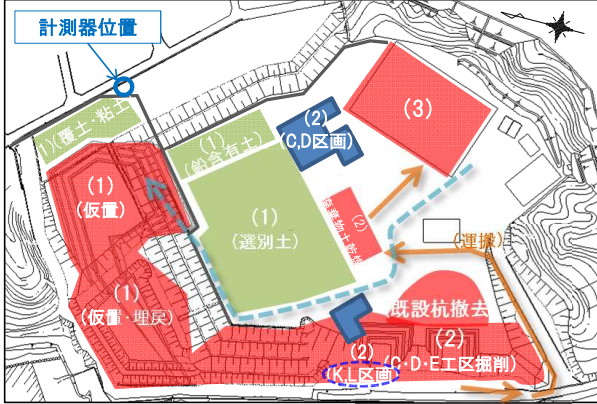 計測器位置
(2)
(C,D区画)
(3)
(1)(覆土・粘土)
(1)
(鉛含有土)
(1)
(仮置)
(1)
(選別土)
(2)
(運搬)
(1)
(仮置・埋戻)
既設杭撤去
(2)
(K,L区画)
(2)
(C・D・E工区掘削)